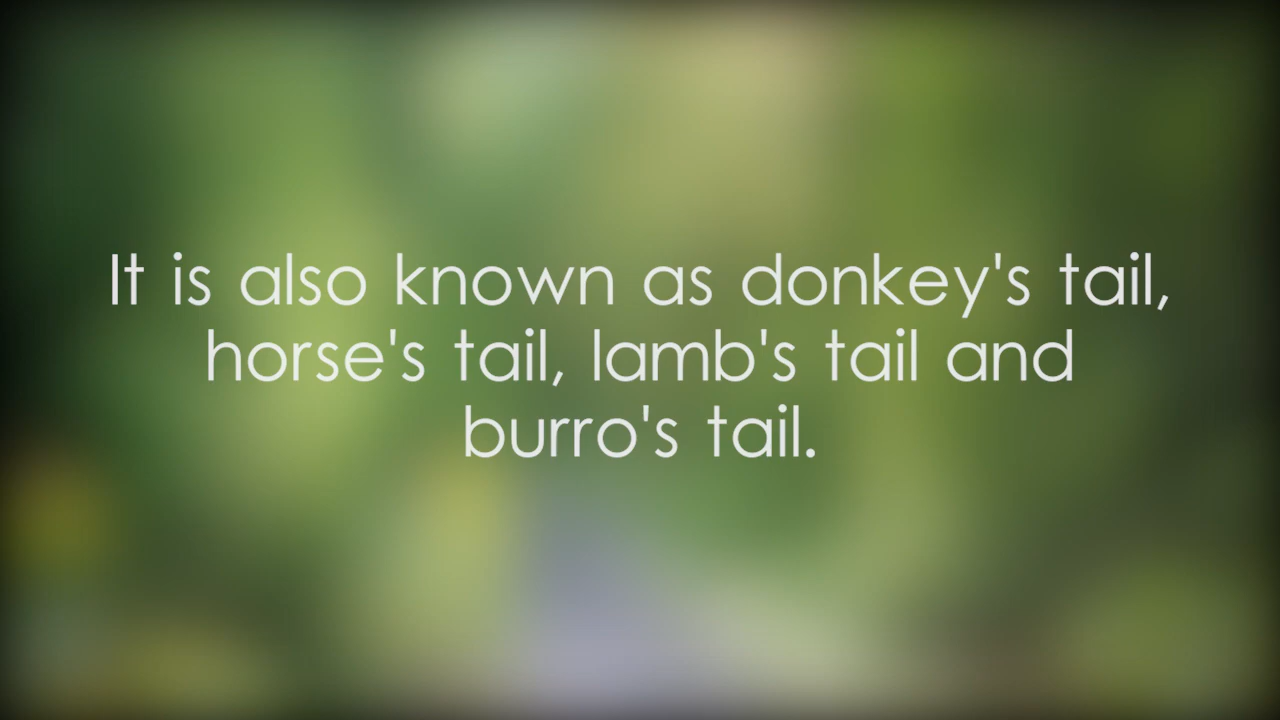 It is also known as donkey's tail,
horse's tail, lamb's tail and
burro's tail.